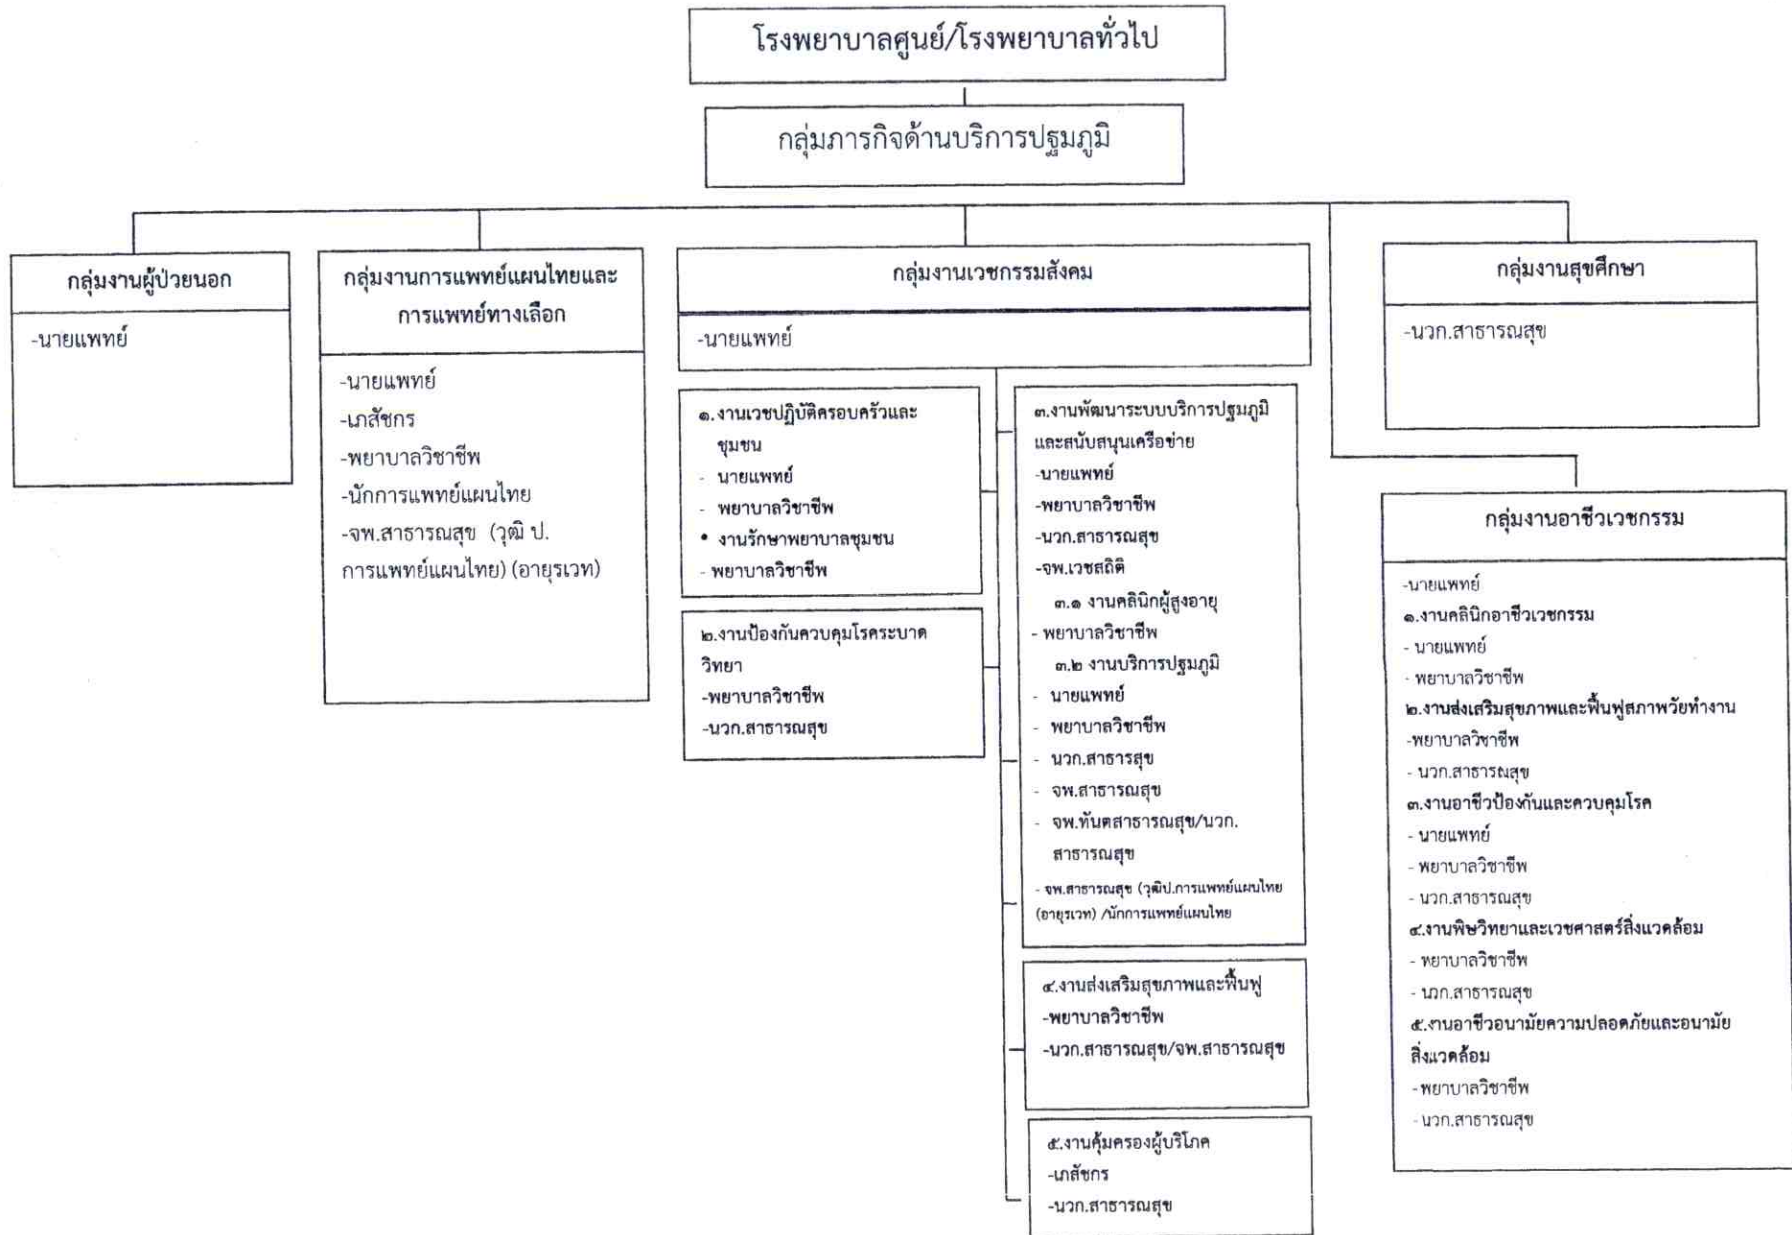 โรงพยาบาลศูนย์/โรงพยาบาลทั่วไป
กลุ่มภารกิจด้านบริการปฐมภูมิ
กลุ่มงานผู้ป่วยนอก
-นายแพทย์
กลุ่มงานการแพทย์แผนไทยและ
การแพทย์ทางเลือก
-นายแพทย์
-เภสัชกร
-พยาบาลวิชาชีพ
-นักการแพทย์แผนไทย
-จพ.สาธารณสุข (วุฒิ ป.
การแพทย์แผนไทย) (อายุรเวท)
กลุ่มงานเวชกรรมสังคม
-นายแพทย์
๑. งานเวชปฏิบัติครอบครัวและ
ชุมชน
- นายแพทย์
- พยาบาลวิชาชีพ
• งานรักษาพยาบาลชุมชน
- พยาบาลวิชาชีพ
๒.งานป้องกันควบคุมโรคระบาด
วิทยา
-พยาบาลวิชาชีพ
-นวก.สาธารณสุข
๓.งานพัฒนาระบบบริการปฐมภูมิ
และสนับสนุนเครือข่าย
-นายแพทย์
-พยาบาลวิชาชีพ
-นวก.สาธารณสุข
-จพ.เวชสถิติ
๓.๑ งานคลินิกผู้สูงอายุ
- พยาบาลวิชาชีพ
๓.๒ งานบริการปฐมภูมิ
- นายแพทย์
- พยาบาลวิชาชีพ
- นวก.สาธารสุข
- จพ.สาธารณสุข
- จพ.ทันตสาธารณสุข/นวก.
สาธารณสุข
- จพ.สาธารณสุข (วุฒิป.การแพทย์แผนไทย
(อายุรเวท) /นักการแพทย์แผนไทย
๔.งานส่งเสริมสุขภาพและฟื้นฟู
-พยาบาลวิชาชีพ
-นวก.สาธารณสุข/จพ.สาธารณสุข
๕.งานคุ้มครองผู้บริโภค
-เภสัชกร
-นวก.สาธารณสุข
กลุ่มงานสุขศึกษา
-นวก.สาธารณสุข
กลุ่มงานอาชีวเวชกรรม
-นายแพทย์
๑.งานคลินิกอาชีวเวชกรรม
- นายแพทย์
- พยาบาลวิชาชีพ
๒.งานส่งเสริมสุขภาพและฟื้นฟูสภาพวัยทำงาน
-พยาบาลวิชาชีพ
- นวก.สาธารณสุข
๓.งานอาชีวป้องกันและควบคุมโรค
- นายแพทย์
- พยาบาลวิชาชีพ
- นวก.สาธารณสุข
๔.งานพิษวิทยาและเวชศาสตร์สิ่งแวดล้อม
- พยาบาลวิชาชีพ
- นวก.สาธารณสุข
๕.งานอาชีวอนามัยความปลอดภัยและอนามัย
สิ่งแวดล้อม
-พยาบาลวิชาชีพ
- นวก.สาธารณสุข